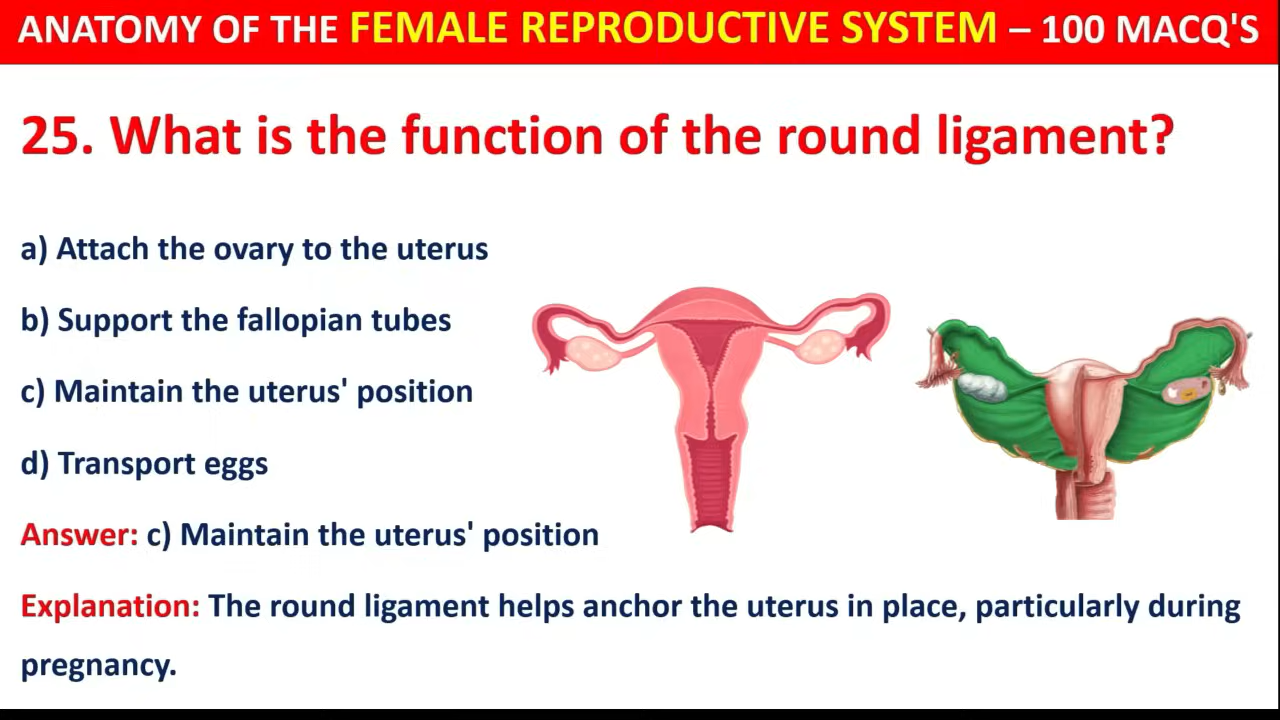 ANATOMY OF THE FEMALE REPRODUCTIVE SYSTEM – 100 MACQ'S
25. What is the function of the round ligament?
a) Attach the ovary to the uterus
b) Support the fallopian tubes
c) Maintain the uterus' position
d) Transport eggs
Answer: c) Maintain the uterus' position
Explanation: The round ligament helps anchor the uterus in place, particularly during
pregnancy.